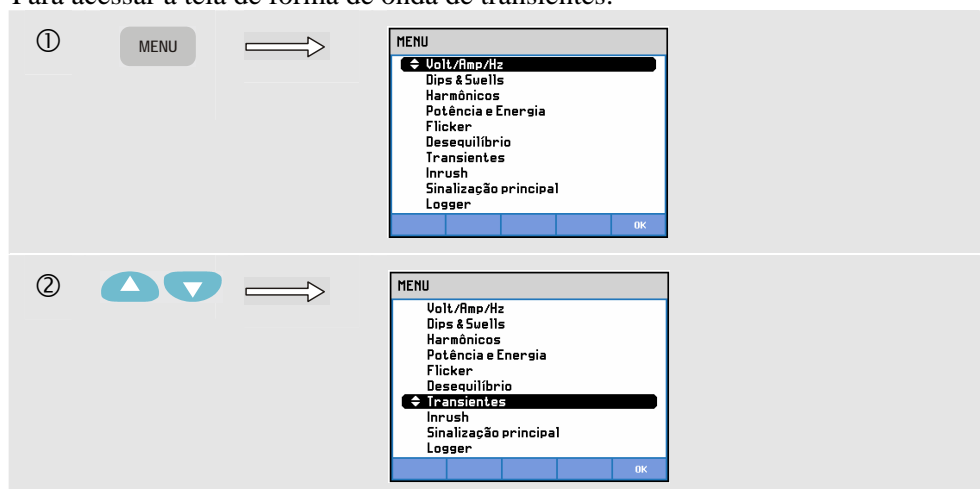 Para acessar a tela de forma de onda de transientes:
① MENU
MENU
Volt/Amp/Hz
Dips & Swells
Harmônicos
Potência e Energia
Flicker
Desequilíbrio
Transientes
Inrush
Sinalização principal
Logger
OK
②
MENU
Volt/Amp/Hz
Dips & Swells
Harmônicos
Potência e Energia
Flicker
Desequilíbrio
Transientes
Inrush
Sinalização principal
Logger
OK